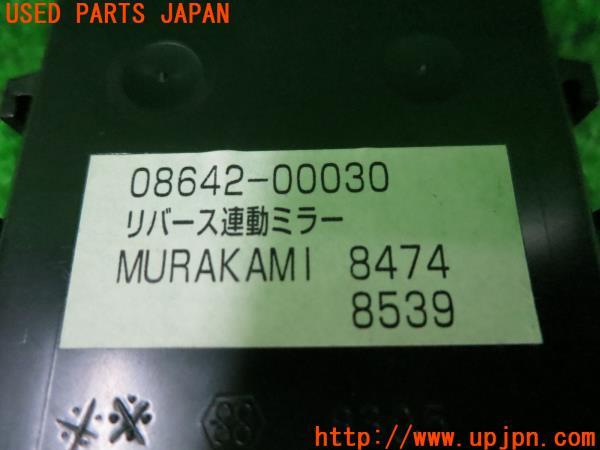 USED PARTS JAPAN
08642-00030
リバース連動ミラー
MURAKAMI 8474
8539
http://www.upjpn.com